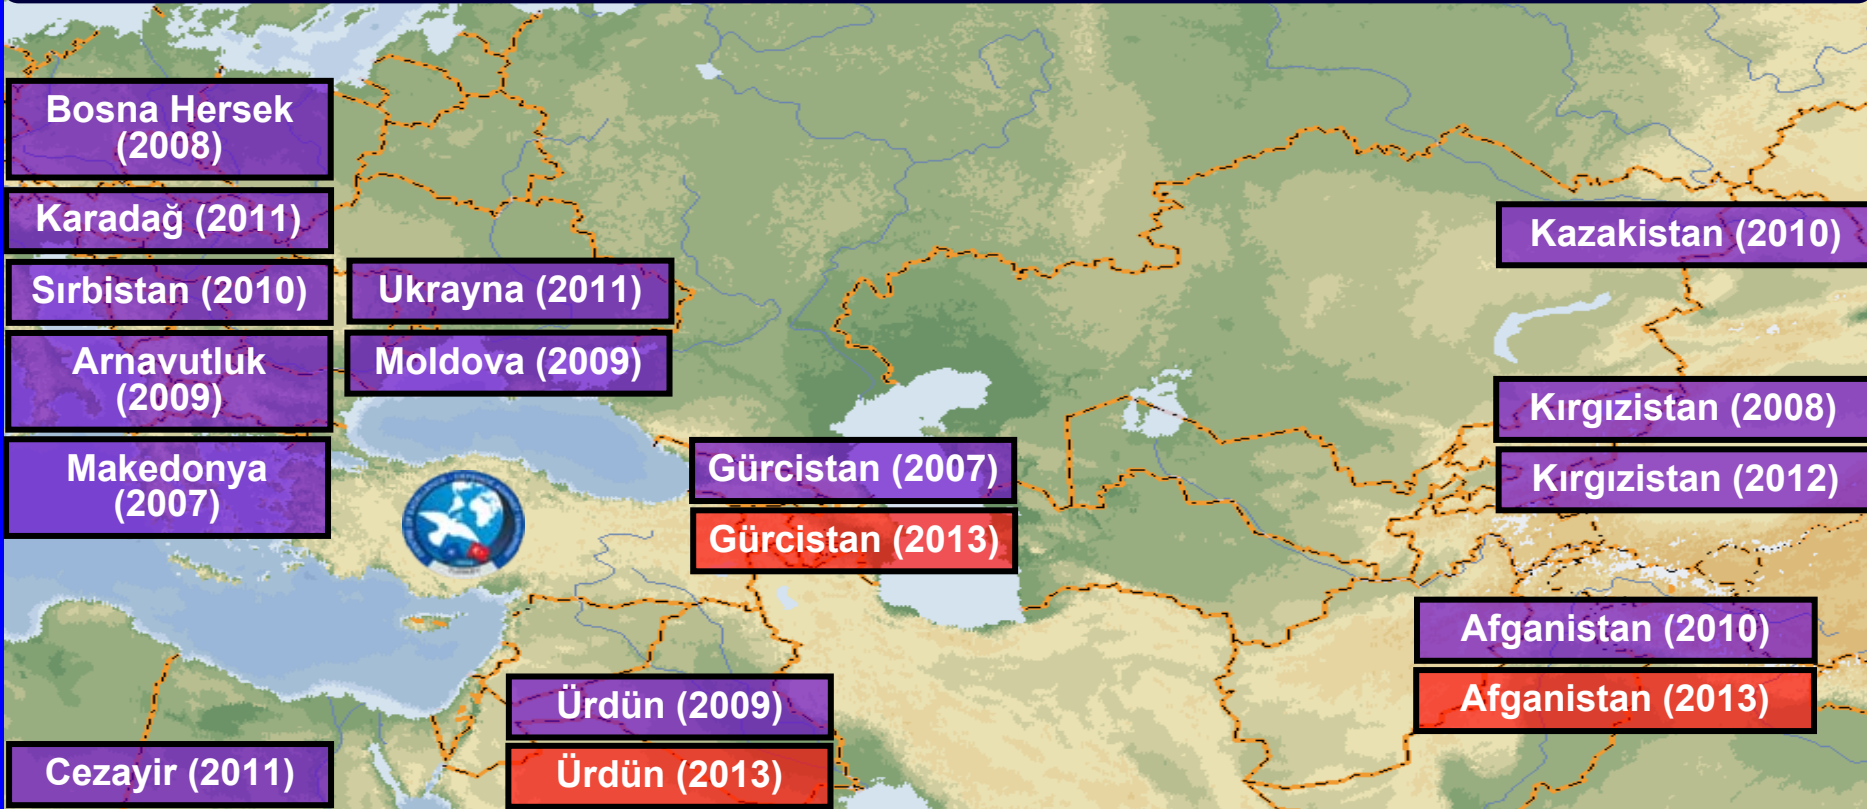 Bosna Hersek
(2008)
Karadağ (2011)
Sırbistan (2010)
Arnavutluk
(2009)
Makedonya
(2007)
Cezayir (2011)
Ukrayna (2011)
Moldova (2009)
Gürcistan (2007)
Gürcistan (2013)
Ürdün (2009)
Ürdün (2013)
Kazakistan (2010)
Kırgızistan (2008)
Kırgızistan (2012)
Afganistan (2010)
Afganistan (2013)